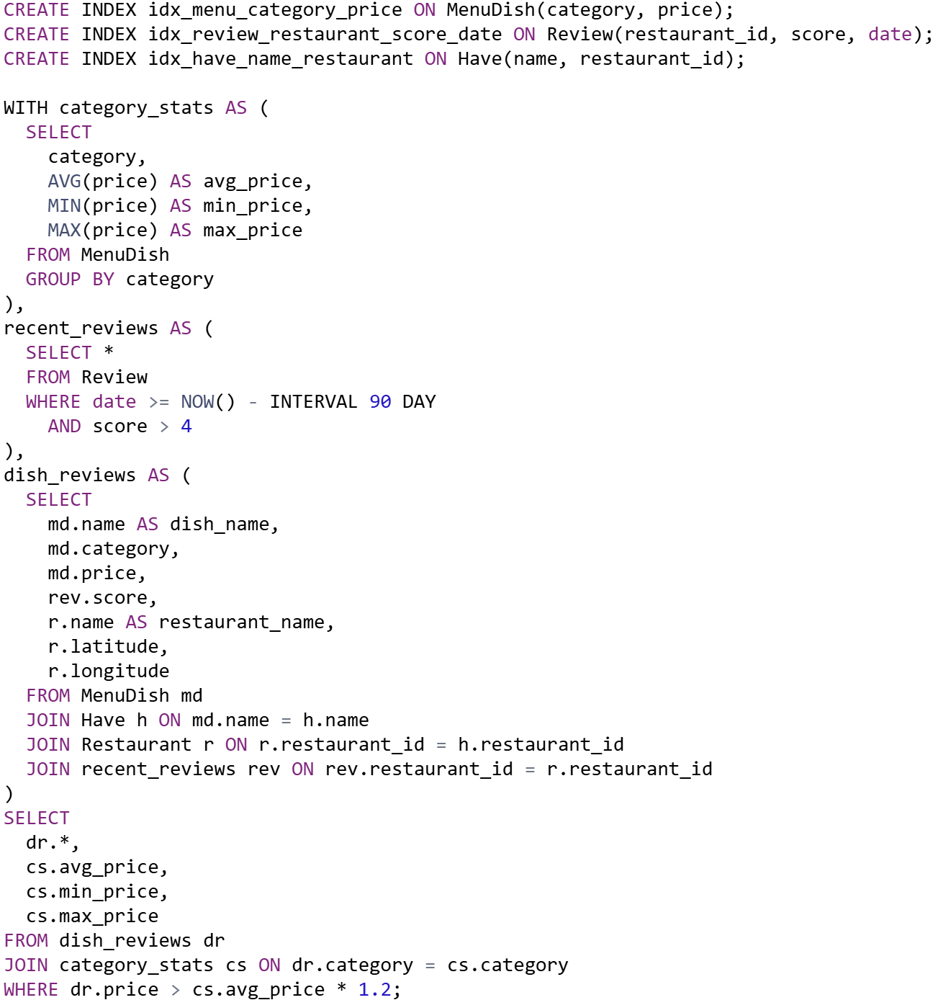 CREATE INDEX idx_menu_category_price ON MenuDish(category, price);
CREATE INDEX idx_review_restaurant_score_date ON Review(restaurant_id, score, date);
CREATE INDEX idx_have_name_restaurant ON Have(name, restaurant_id);

WITH category_stats AS (
  SELECT
    category,
    AVG(price) AS avg_price,
    MIN(price) AS min_price,
    MAX(price) AS max_price
  FROM MenuDish
  GROUP BY category
),
recent_reviews AS (
  SELECT *
  FROM Review
  WHERE date >= NOW() - INTERVAL 90 DAY
    AND score > 4
),
dish_reviews AS (
  SELECT
    md.name AS dish_name,
    md.category,
    md.price,
    rev.score,
    r.name AS restaurant_name,
    r.latitude,
    r.longitude
  FROM MenuDish md
  JOIN Have h ON md.name = h.name
  JOIN Restaurant r ON r.restaurant_id = h.restaurant_id
  JOIN recent_reviews rev ON rev.restaurant_id = r.restaurant_id
)
SELECT
  dr.*,
  cs.avg_price,
  cs.min_price,
  cs.max_price
FROM dish_reviews dr
JOIN category_stats cs ON dr.category = cs.category
WHERE dr.price > cs.avg_price * 1.2;